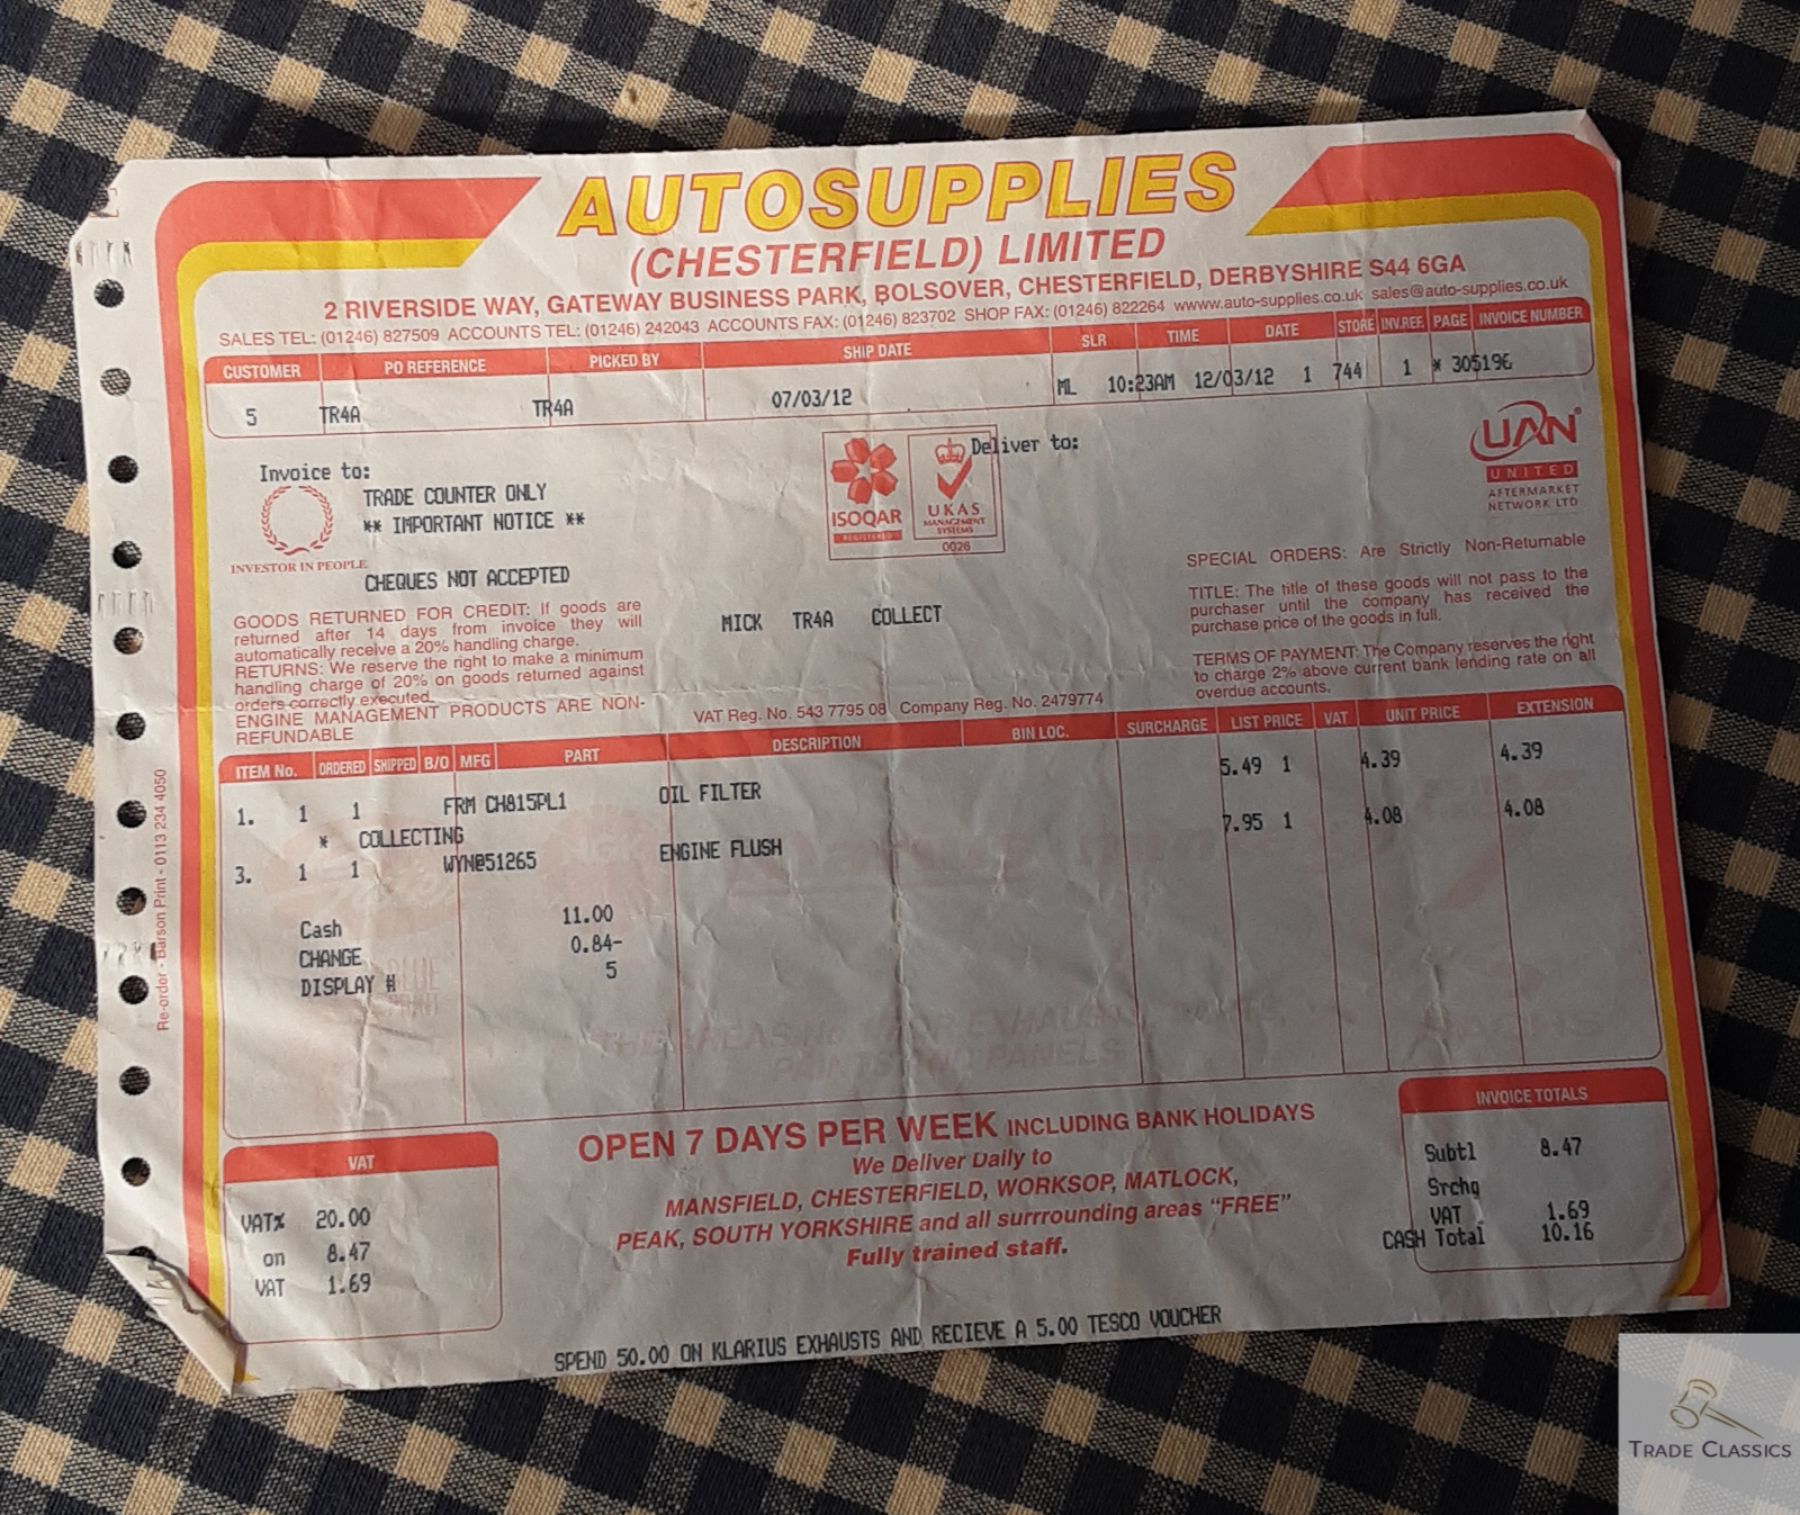 AUTOSUPPLIES
(CHESTERFIELD) LIMITED
2 RIVERSIDE WAY, GATEWAY BUSINESS PARK, BOLSOVER, CHESTERFIELD, DERBYSHIRE S44 6GA
SALES TEL: (01246) 827509 ACCOUNTS TEL: (01246) 242043 ACCOUNTS FAX: (01246) 823702 SHOP FAX: (01246) 822264 wwww.auto-supplies.co.uk sales@auto-supplies.co.uk
CUSTOMER PO REFERENCE PICKED BY SHIP DATE SLR TIME DATE STORE INV.REF. PAGE INVOICE NUMBER
5 TR4A TR4A 07/03/12 ML 10:23AM 12/03/12 1 744 1 * 305196
Invoice to:
TRADE COUNTER ONLY
** IMPORTANT NOTICE **
INVESTOR IN PEOPLE
CHEQUES NOT ACCEPTED
GOODS RETURNED FOR CREDIT: If goods are
returned after 14 days from invoice they will
automatically receive a 20% handling charge.
RETURNS: We reserve the right to make a minimum
handling charge of 20% on goods returned against
orders correctly executed.
ENGINE MANAGEMENT PRODUCTS ARE NON-
REFUNDABLE
ISOQAR
REGISTERED
UKAS
MANAGEMENT
SYSTEMS
0026
Deliver to:
MICK TR4A COLLECT
VAT Reg. No. 543 7795 08 Company Reg. No. 2479774
UAN
UNITED
AFTERMARKET
NETWORK LTD
SPECIAL ORDERS: Are Strictly Non-Returnable
TITLE: The title of these goods will not pass to the
purchaser until the company has received the
purchase price of the goods in full.
TERMS OF PAYMENT: The Company reserves the right
to charge 2% above current bank lending rate on all
overdue accounts.
ITEM No. ORDERED SHIPPED B/O MFG PART DESCRIPTION BIN LOC. SURCHARGE LIST PRICE VAT UNIT PRICE EXTENSION
1. 1 1 FRM CH815PL1 OIL FILTER 5.49 1 4.39 4.39
* COLLECTING
3. 1 1 WYN@51265 ENGINE FLUSH 7.95 1 4.08 4.08
Cash 11.00
CHANGE 0.84-
DISPLAY # 5
Re-order - Barson Print - 0113 234 4050
VAT
VAT% 20.00
on 8.47
VAT 1.69
OPEN 7 DAYS PER WEEK INCLUDING BANK HOLIDAYS
We Deliver Daily to
MANSFIELD, CHESTERFIELD, WORKSOP, MATLOCK,
PEAK, SOUTH YORKSHIRE and all surrrounding areas "FREE"
Fully trained staff.
INVOICE TOTALS
Subtl 8.47
Srchg
VAT 1.69
CASH Total 10.16
SPEND 50.00 ON KLARIUS EXHAUSTS AND RECIEVE A 5.00 TESCO VOUCHER
TRADE CLASSICS